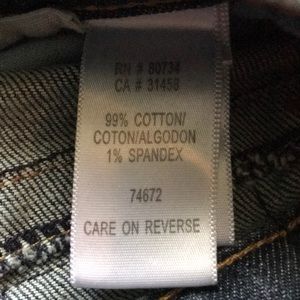 RN # 80734
CA # 31458
99% COTTON/
COTON/ALGODON
1% SPANDEX
74672
CARE ON REVERSE